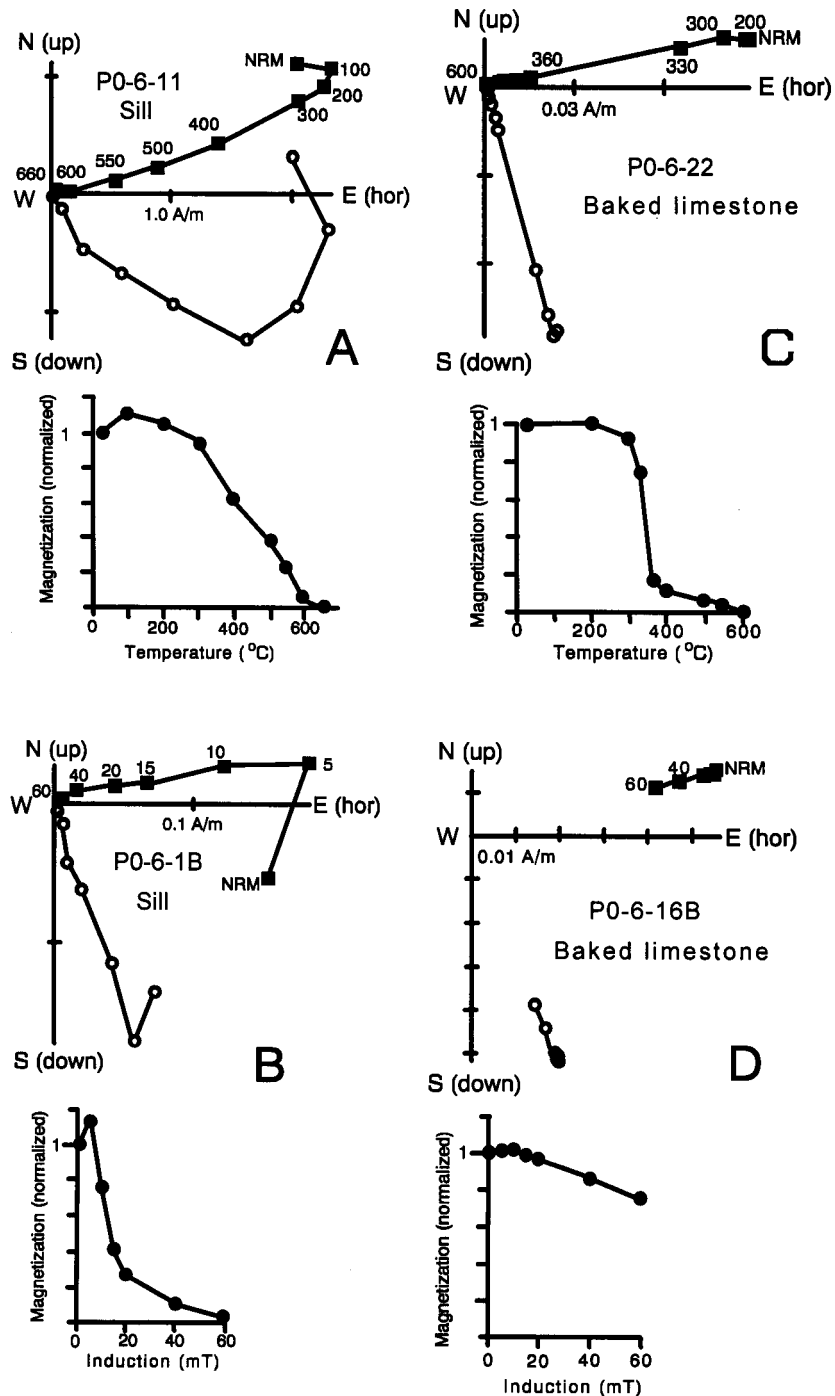 N (up)
P0-6-11
Sill
NRM
100
200
300
400
500
550
600
660
W
E (hor)
1.0 A/m
S (down)
A
Magnetization (normalized)
1
0 200 400 600
Temperature (°C)
N (up)
300 200
NRM
330
360
600
W
E (hor)
0.03 A/m
P0-6-22
Baked limestone
S (down)
C
Magnetization (normalized)
1
0 200 400 600
Temperature (°C)
N (up)
60 40 20 15 10 5
W
E (hor)
0.1 A/m
P0-6-1B
Sill
NRM
S (down)
B
Magnetization (normalized)
1
0 20 40 60
Induction (mT)
N (up)
60 40 NRM
W
E (hor)
0.01 A/m
P0-6-16B
Baked limestone
S (down)
D
Magnetization (normalized)
1
0 20 40 60
Induction (mT)